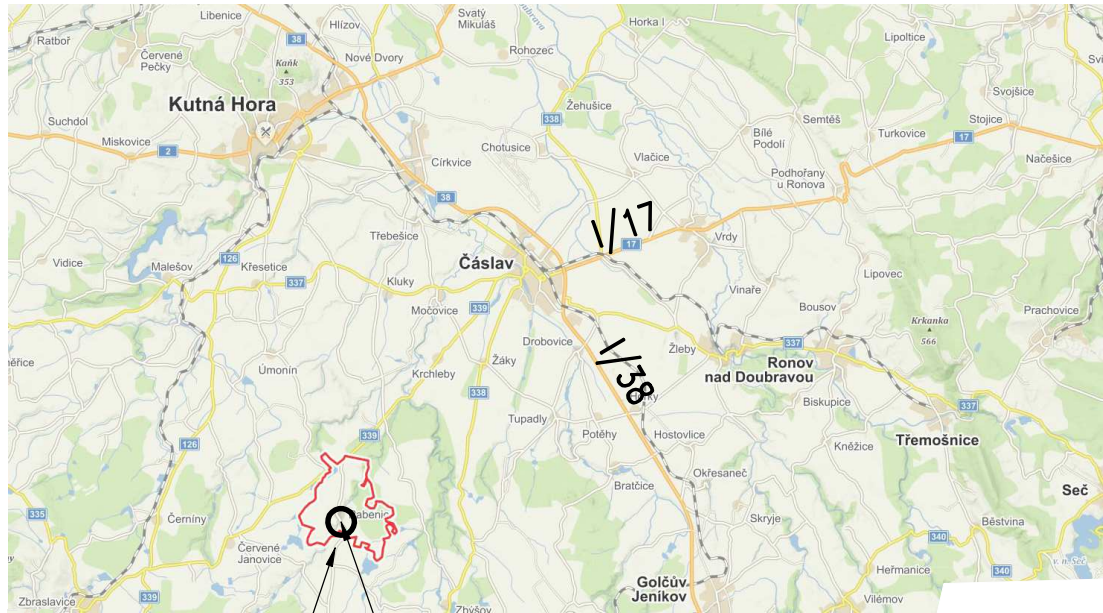 Libenice
Hlízov
Svatý
Mikuláš
Horka I
Lipoltice
Ratboř
Červené
Pečky
38
Kaňk
353
Nové Dvory
Rohozec
Kutná Hora
Žehušice
Svojšice
Suchdol
Miskovice
2
338
Semtěš
Stojice
Turkovice
17
Bílé
Podolí
Chotusice
Církvice
Vlačice
Načešice
Podhořany
u Ronova
38
I/17
Třebešice
17
Vrdy
Vidice
Malešov
126
Křesetice
337
Kluky
Čáslav
Lipovec
Vinaře
Močovice
339
Bousov
Prachovice
Krkanka
566
Drobovice
I/38
Žleby
337
Ronov
nad Doubravou
Úmonín
Krchleby
Žáky
338
Biskupice
337
Tupadly
Potěhy
Hostovlice
Kněžice
Třemošnice
126
339
Okřesaneč
Bratčice
Seč
335
Černíny
Skryje
Běstvina
340
Červené
Janovice
v. n. Seč
Heřmanice
340
Golčův
Jeníkov
Zbraslavice
339
Zbýšov
Vilémov